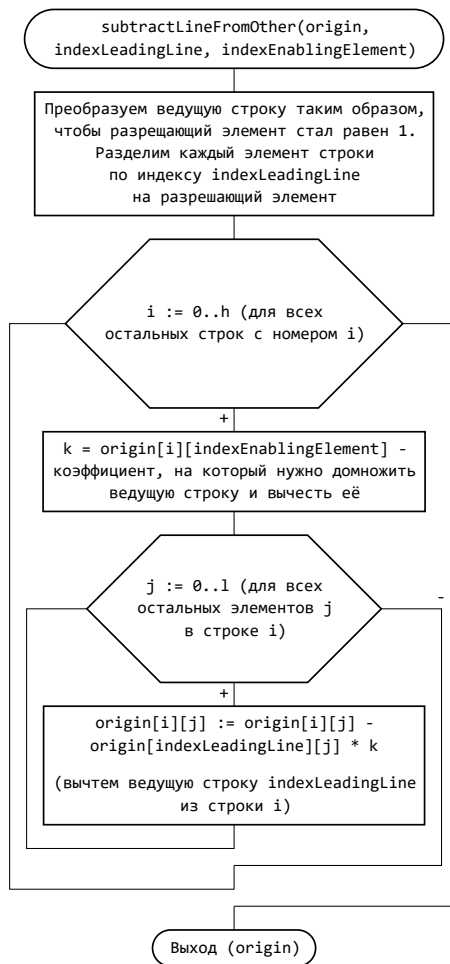 subtractLineFromOther(origin,
indexLeadingLine, indexEnablingElement)
Преобразуем ведущую строку таким образом,
чтобы разрещающий элемент стал равен 1.
Разделим каждый элемент строки
по индексу indexLeadingLine
на разрешающий элемент
i := 0..h (для всех
остальных строк с номером i)
+
k = origin[i][indexEnablingElement] -
коэффициент, на который нужно домножить
ведущую строку и вычесть её
j := 0..l (для всех
остальных элементов j
в строке i)
-
+
origin[i][j] := origin[i][j] -
origin[indexLeadingLine][j] * k
(вычтем ведущую строку indexLeadingLine
из строки i)
Выход (origin)